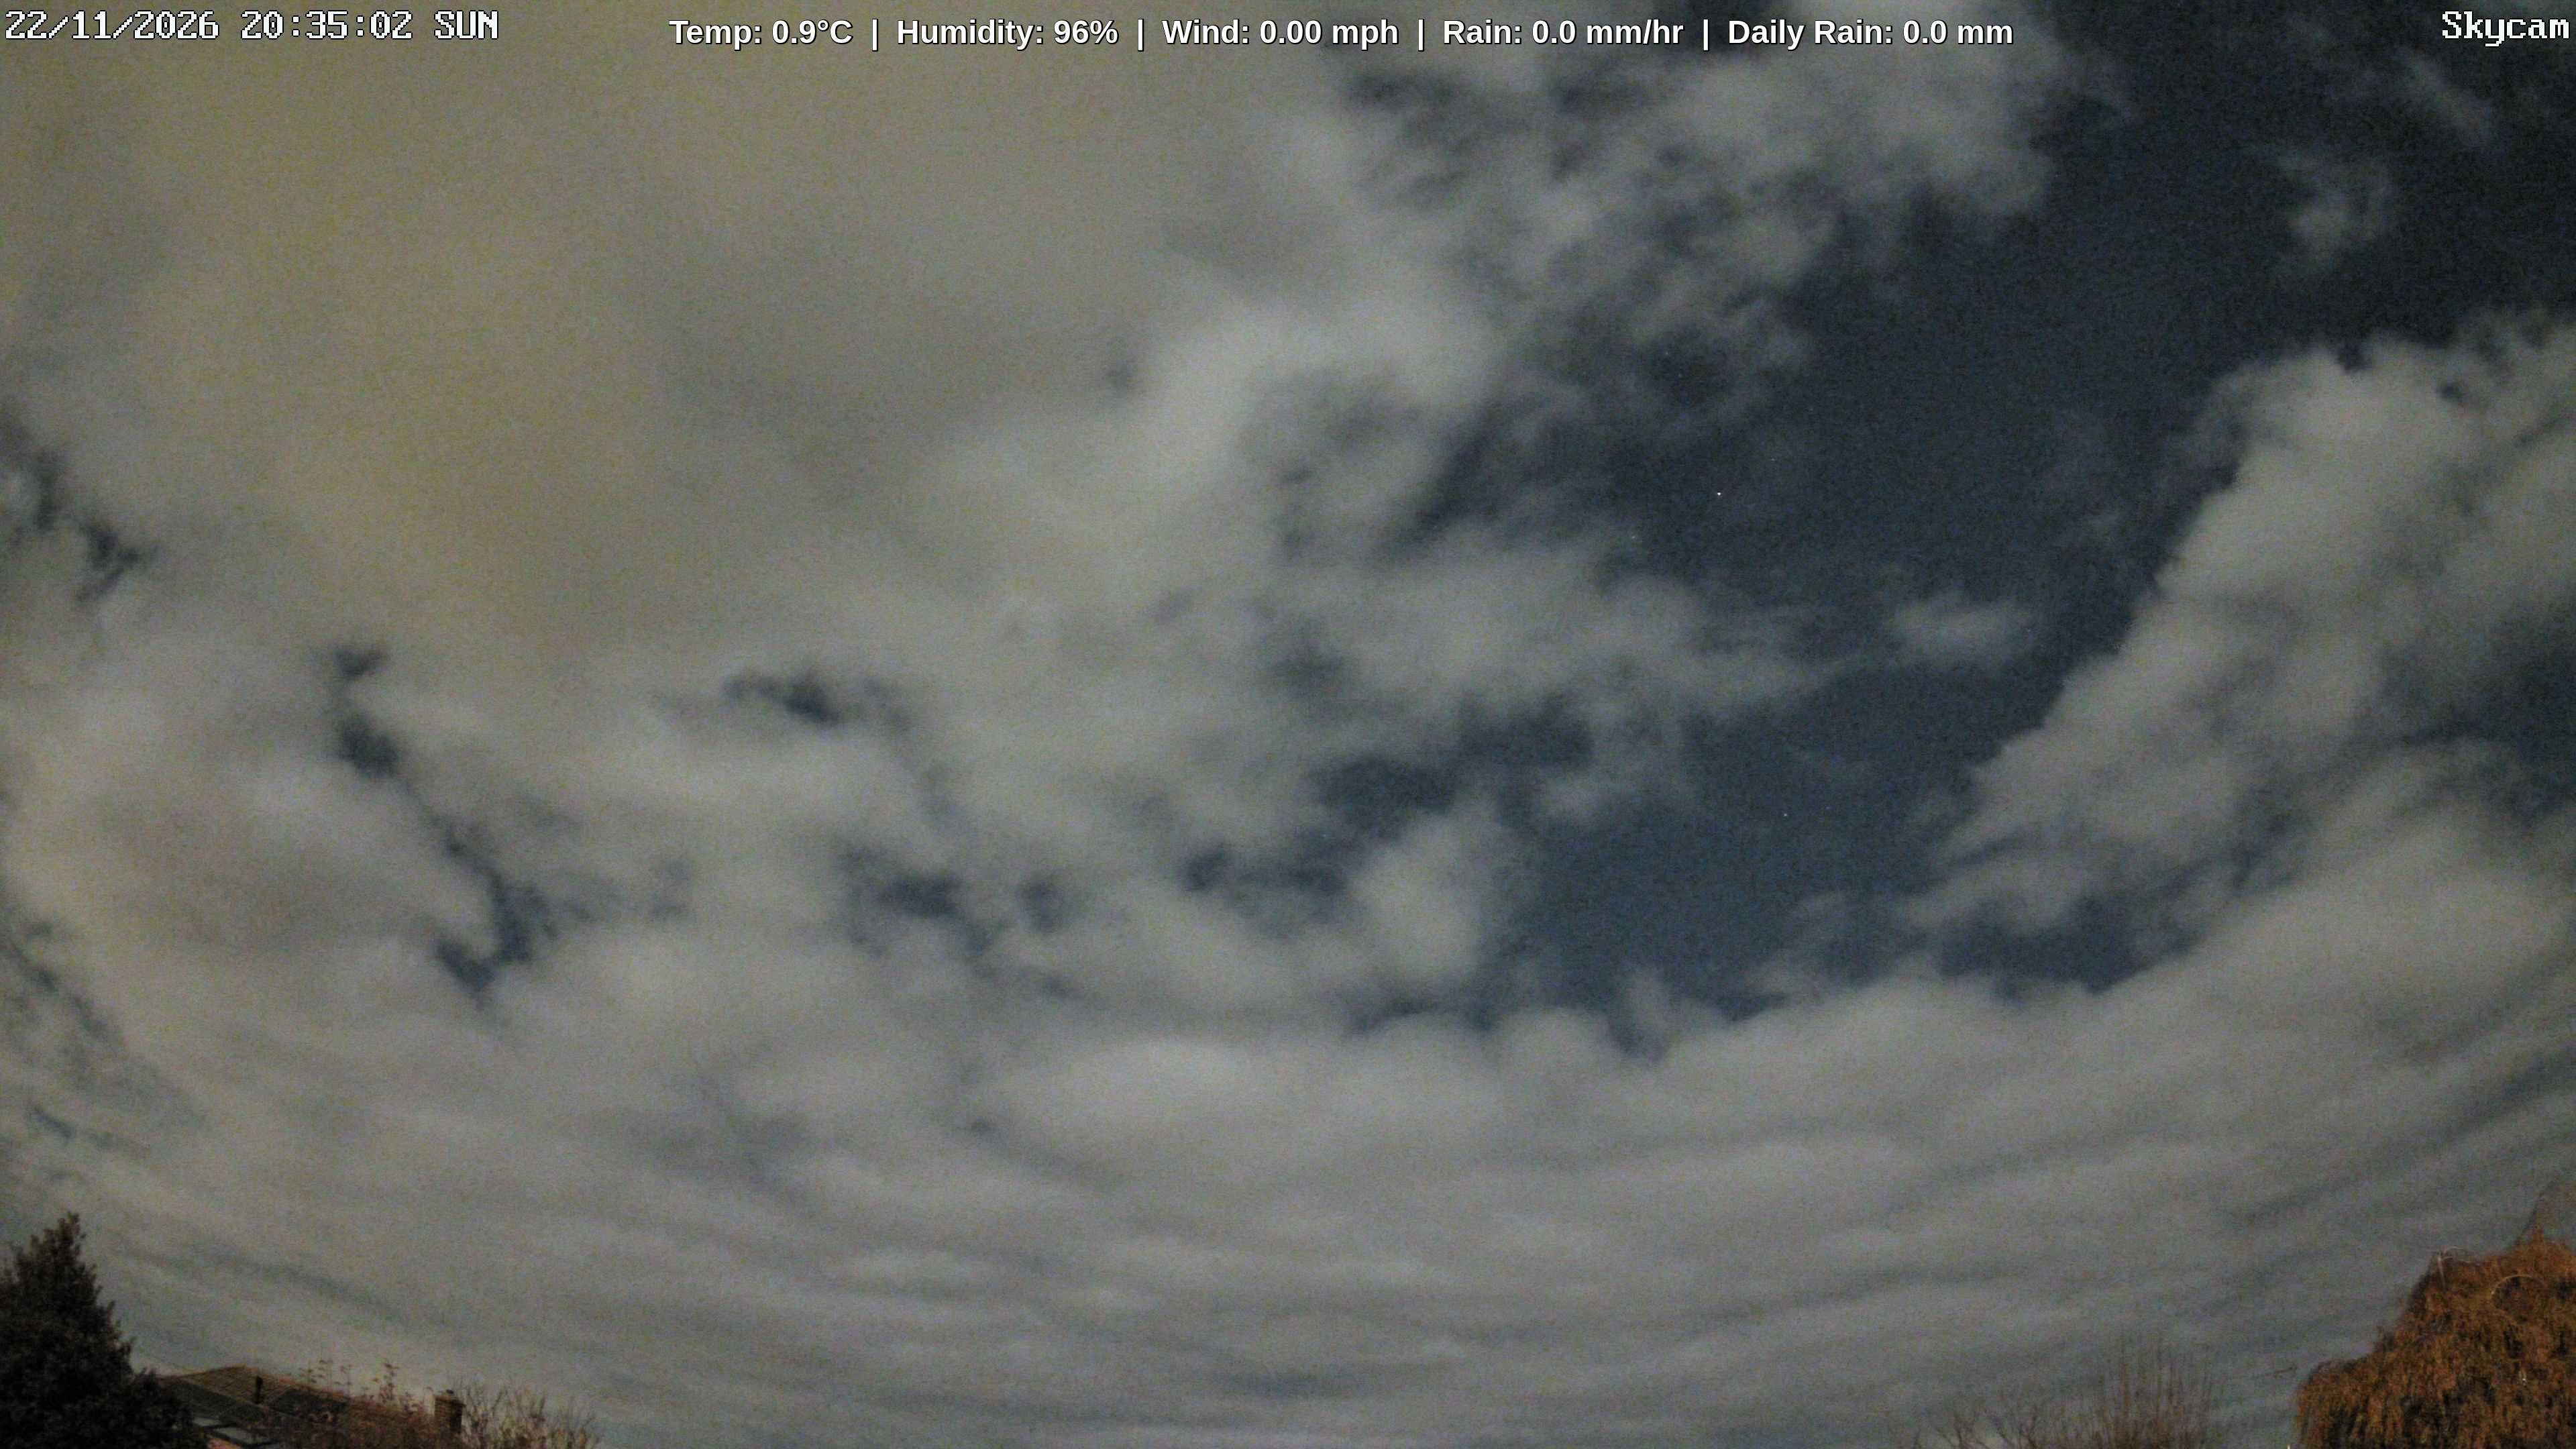 22/11/2026 20:35:02 SUN
Temp: 0.9°C | Humidity: 96% | Wind: 0.00 mph | Rain: 0.0 mm/hr | Daily Rain: 0.0 mm
Skycam